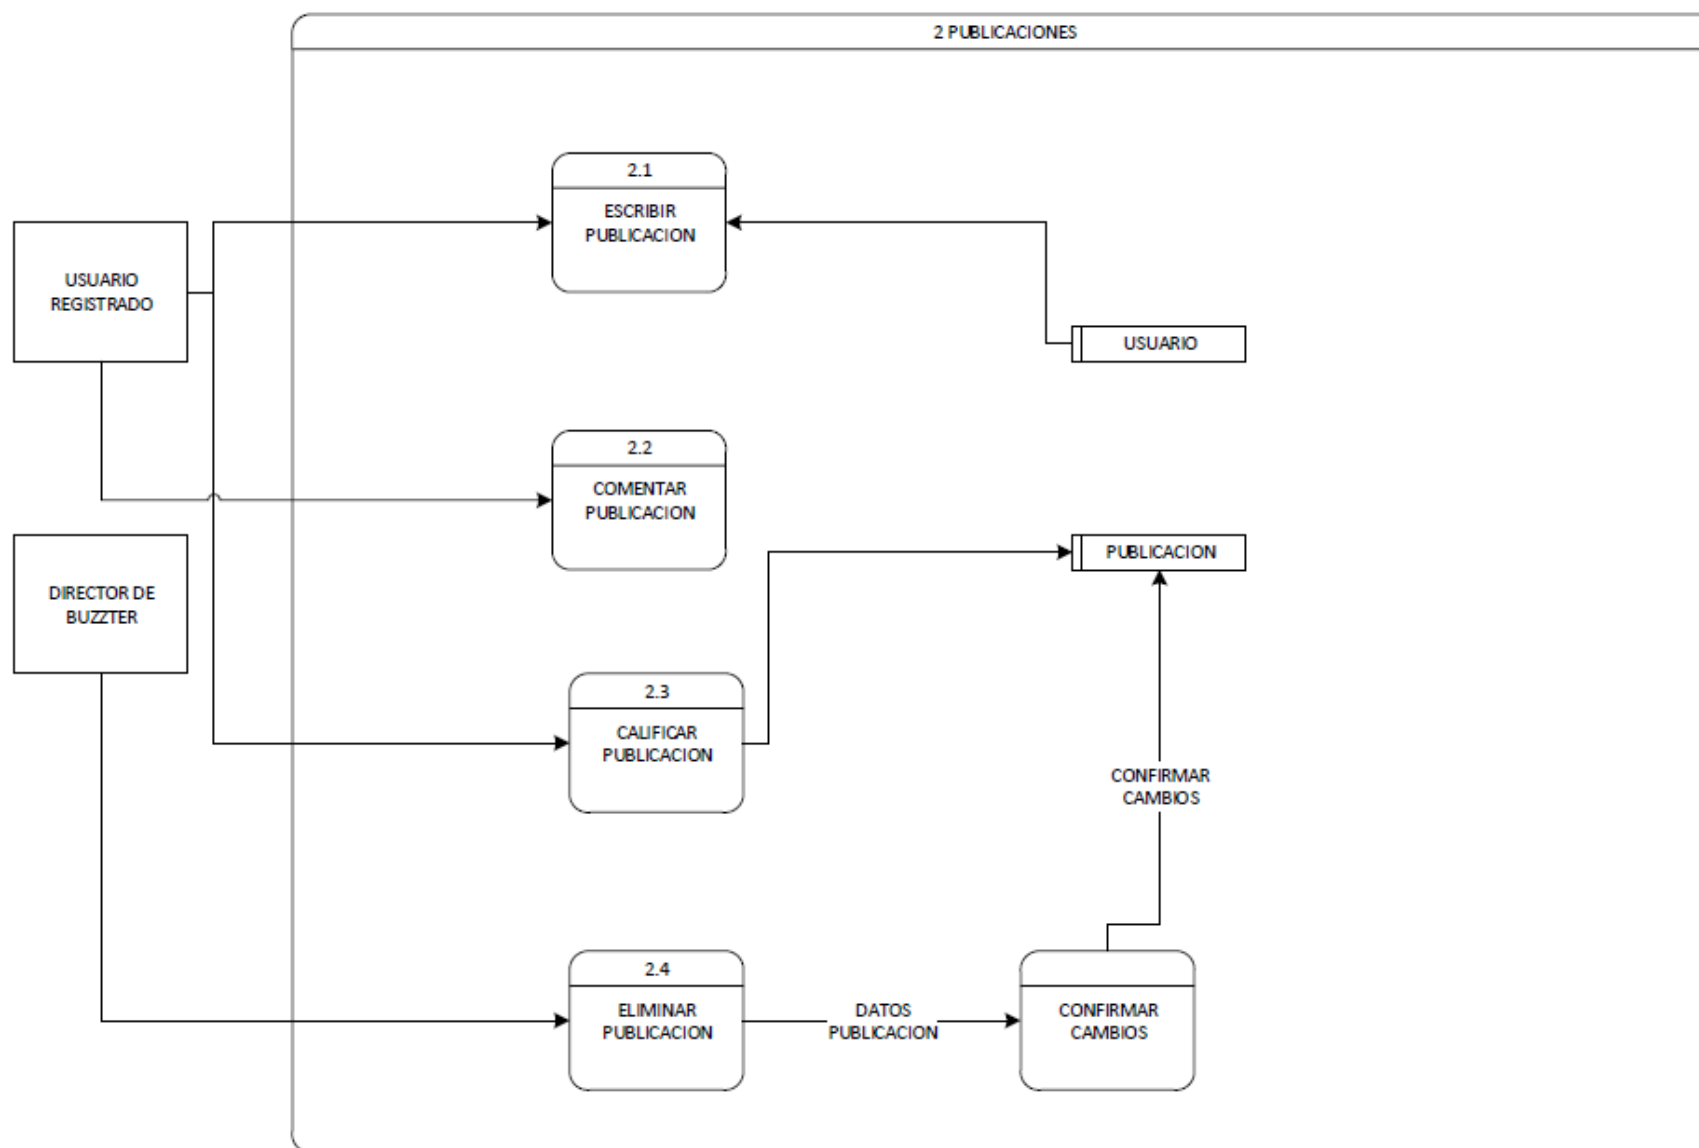 2 PUBLICACIONES
2.1
ESCRIBIR
PUBLICACION
USUARIO
REGISTRADO
USUARIO
2.2
COMENTAR
PUBLICACION
PUBLICACION
DIRECTOR DE
BUZZTER
2.3
CALIFICAR
PUBLICACION
CONFIRMAR
CAMBIOS
2.4
ELIMINAR
PUBLICACION
DATOS
PUBLICACION
CONFIRMAR
CAMBIOS